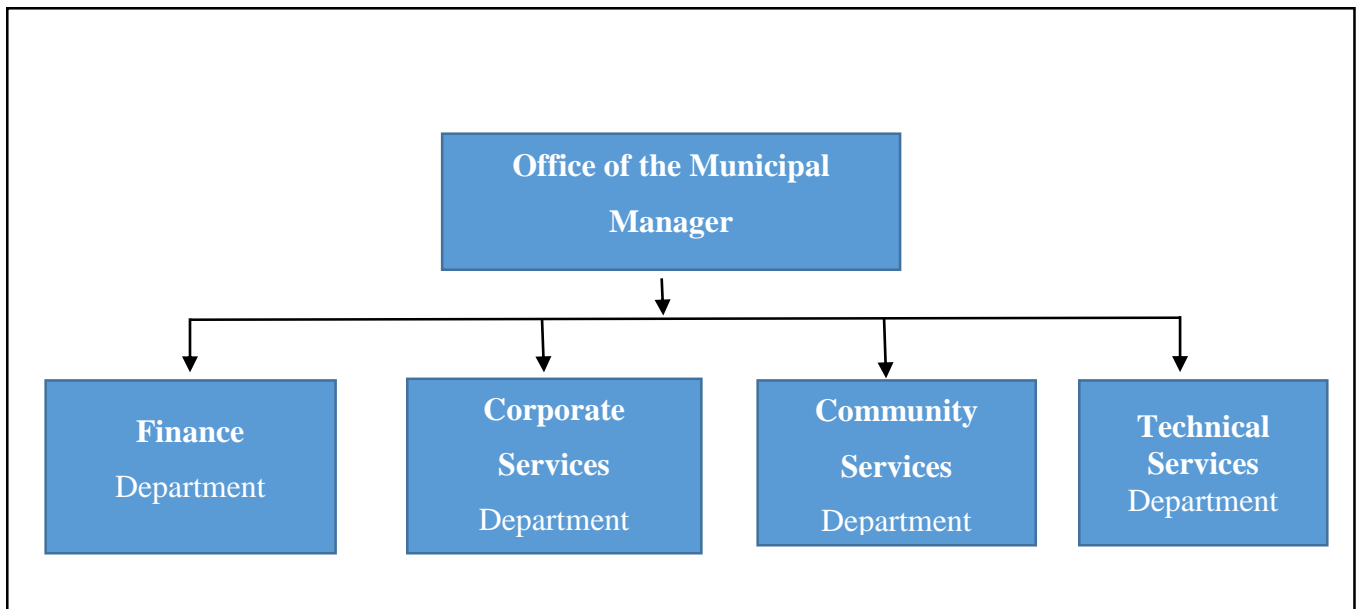 Office of the Municipal
Manager
Finance
Department
Corporate
Services
Department
Community
Services
Department
Technical
Services
Department